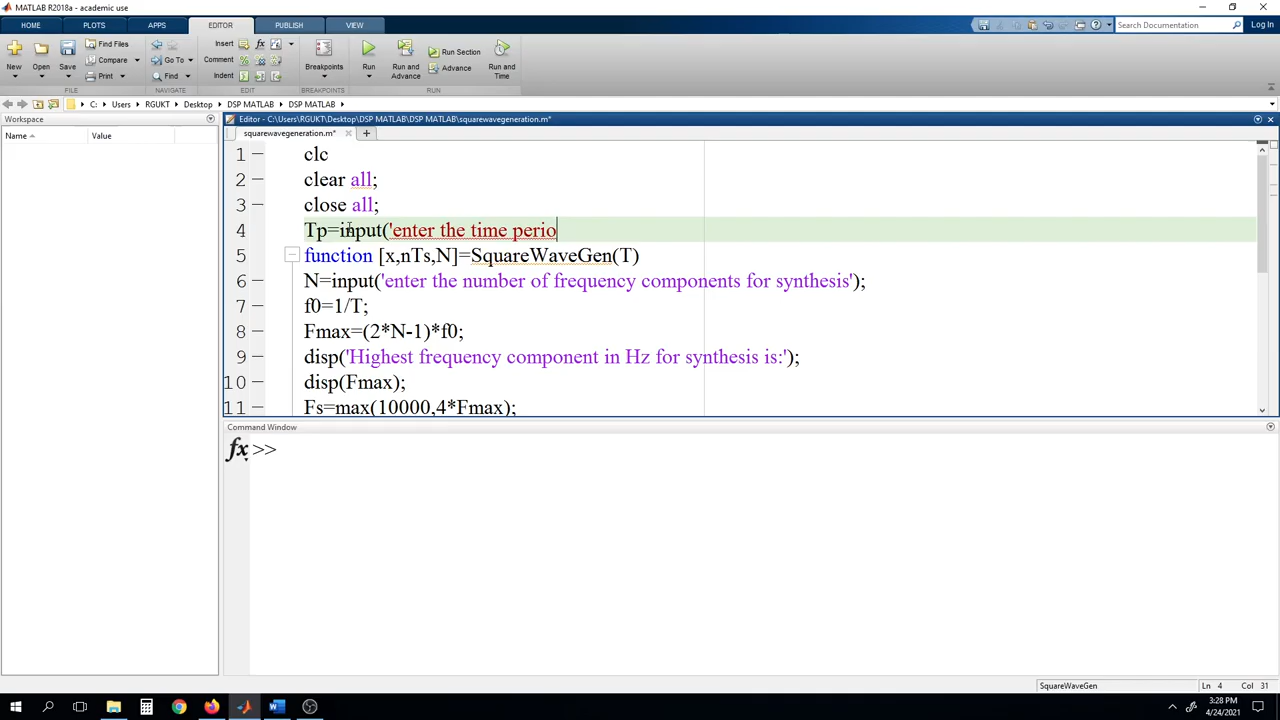 MATLAB R2018a - academic use
HOME PLOTS APPS EDITOR PUBLISH VIEW Search Documentation Log In
New Open Save Find Files Compare Print Go To Find Insert Comment Indent fx Breakpoints Run Run and Advance Run Section Advance Run and Time
FILE NAVIGATE EDIT BREAKPOINTS RUN
C: Users RGUKT Desktop DSP MATLAB DSP MATLAB
Workspace
Name Value
Editor - C:\Users\RGUKT\Desktop\DSP MATLAB\DSP MATLAB\squarewavegeneration.m*
squarewavegeneration.m*
1 clc
2 clear all;
3 close all;
4 Tp=input('enter the time perio
5 function [x,nTs,N]=SquareWaveGen(T)
6 N=input('enter the number of frequency components for synthesis');
7 f0=1/T;
8 Fmax=(2*N-1)*f0;
9 disp('Highest frequency component in Hz for synthesis is:');
10 disp(Fmax);
11 Fs=max(10000,4*Fmax);
Command Window
fx >>
SquareWaveGen Ln 4 Col 31
3:28 PM
4/24/2021